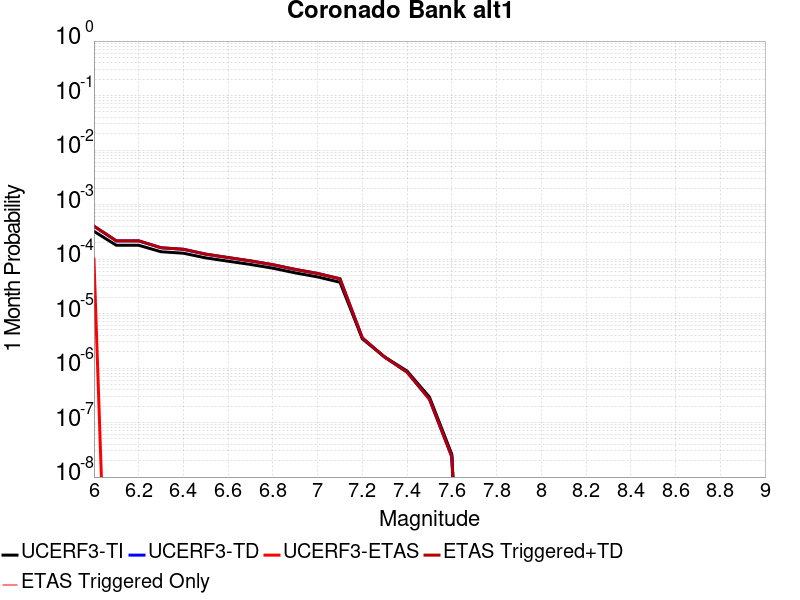 Coronado Bank alt1
10^0
10^-1
10^-2
10^-3
10^-4
10^-5
10^-6
10^-7
10^-8
1 Month Probability
6 6.2 6.4 6.6 6.8 7 7.2 7.4 7.6 7.8 8 8.2 8.4 8.6 8.8 9
Magnitude
UCERF3-TI UCERF3-TD UCERF3-ETAS ETAS Triggered+TD
ETAS Triggered Only